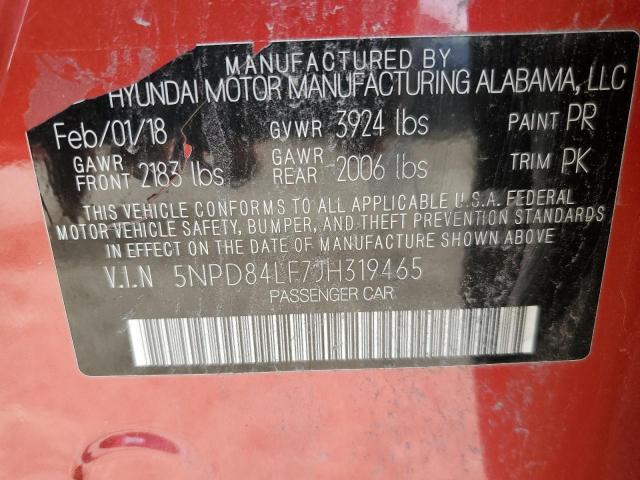 MANUFACTURED BY
HYUNDAI MOTOR MANUFACTURING ALABAMA, LLC
Feb/01/18 GVWR 3924 lbs PAINT PR
GAWR FRONT 2183 lbs GAWR REAR 2006 lbs TRIM PK
THIS VEHICLE CONFORMS TO ALL APPLICABLE U.S.A. FEDERAL
MOTOR VEHICLE SAFETY, BUMPER, AND THEFT PREVENTION STANDARDS
IN EFFECT ON THE DATE OF MANUFACTURE SHOWN ABOVE.
V.I.N 5NPD84LF7JH319465
PASSENGER CAR